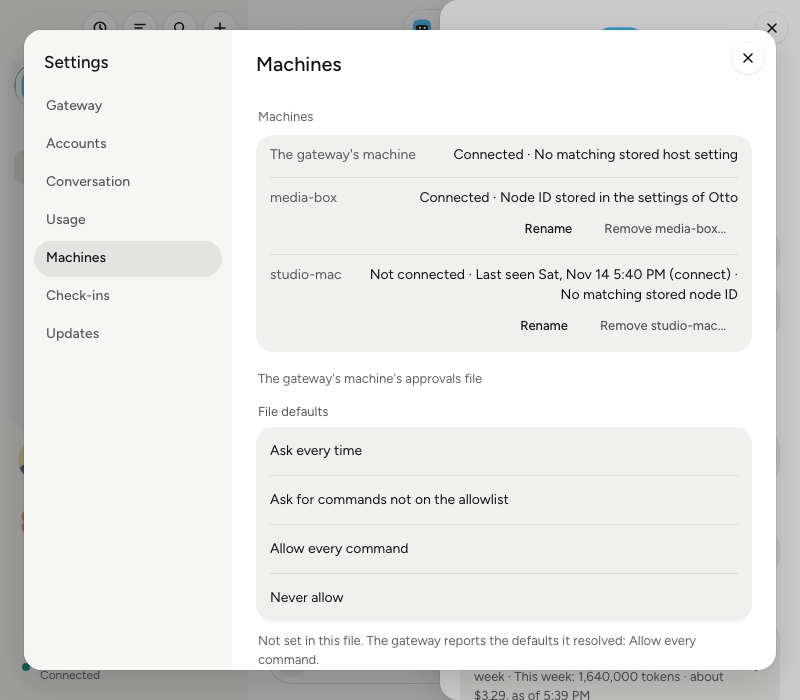 Settings
Gateway
Accounts
Conversation
Usage
Machines
Check-ins
Updates
Machines
Machines
The gateway's machine Connected · No matching stored host setting
media-box Connected · Node ID stored in the settings of Otto
Rename Remove media-box...
studio-mac Not connected · Last seen Sat, Nov 14 5:40 PM (connect) ·
No matching stored node ID
Rename Remove studio-mac...
The gateway's machine's approvals file
File defaults
Ask every time
Ask for commands not on the allowlist
Allow every command
Never allow
Not set in this file. The gateway reports the defaults it resolved: Allow every
command.
Connected
week · This week: 1,640,000 tokens · about
$3.29, as of 5:39 PM